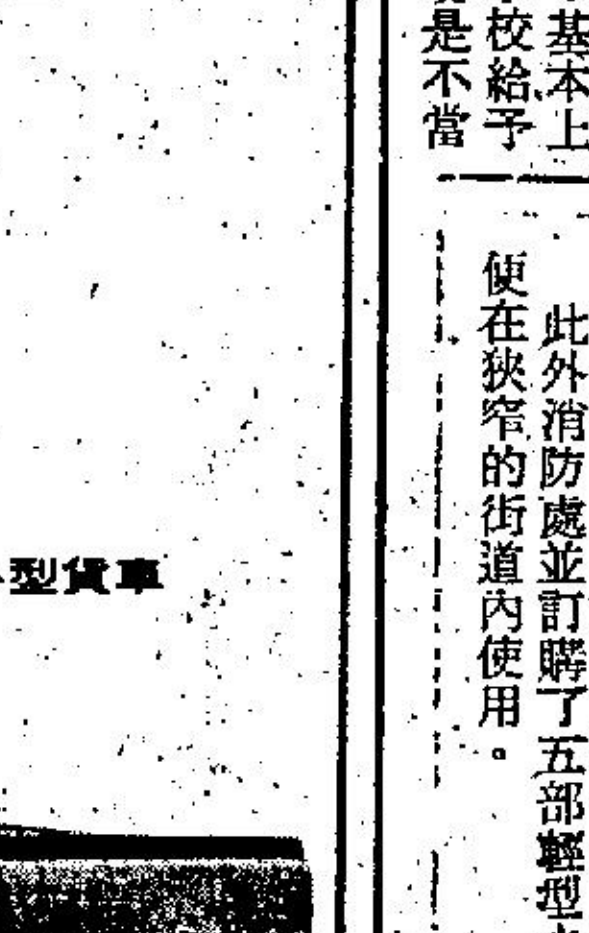 基本上
校給予
是不當
此外消防處並訂購了五部輕型
便在狹窄的街道內使用。
型貨車